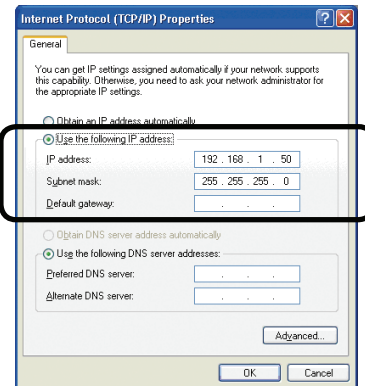 Internet Protocol (TCP/IP) Properties
General
You can get IP settings assigned automatically if your network supports
this capability. Otherwise, you need to ask your network administrator for
the appropriate IP settings.
Obtain an IP address automatically
Use the following IP address:
IP address: 192 . 168 . 1 . 50
Subnet mask: 255 . 255 . 255 . 0
Default gateway: . . .
Obtain DNS server address automatically
Use the following DNS server addresses:
Preferred DNS server: . . .
Alternate DNS server: . . .
Advanced...
OK Cancel